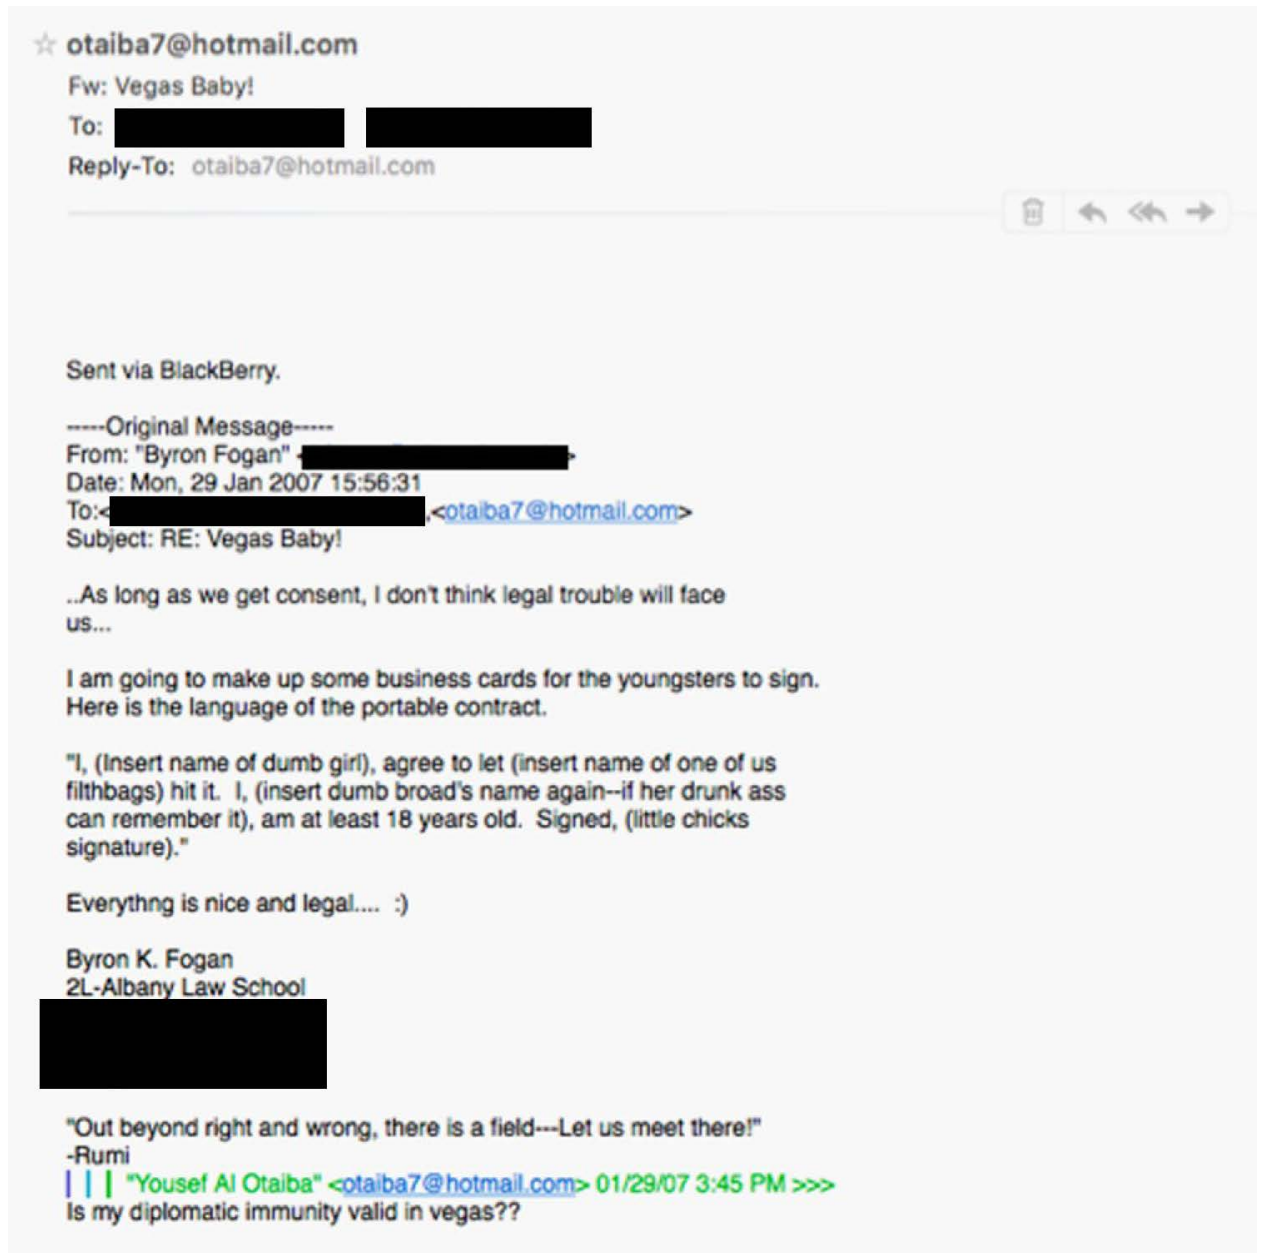 otaiba7@hotmail.com
Fw: Vegas Baby!
To:
Reply-To: otaiba7@hotmail.com
Sent via BlackBerry.
-----Original Message-----
From: "Byron Fogan" <>
Date: Mon, 29 Jan 2007 15:56:31
To:<,<otaiba7@hotmail.com>
Subject: RE: Vegas Baby!
..As long as we get consent, I don't think legal trouble will face
us...
I am going to make up some business cards for the youngsters to sign.
Here is the language of the portable contract.
"I, (Insert name of dumb girl), agree to let (insert name of one of us
filthbags) hit it. I, (insert dumb broad's name again--if her drunk ass
can remember it), am at least 18 years old. Signed, (little chicks
signature)."
Everythng is nice and legal.... :)
Byron K. Fogan
2L-Albany Law School
"Out beyond right and wrong, there is a field---Let us meet there!"
-Rumi
| | | "Yousef Al Otaiba" <otaiba7@hotmail.com> 01/29/07 3:45 PM >>>
Is my diplomatic immunity valid in vegas??